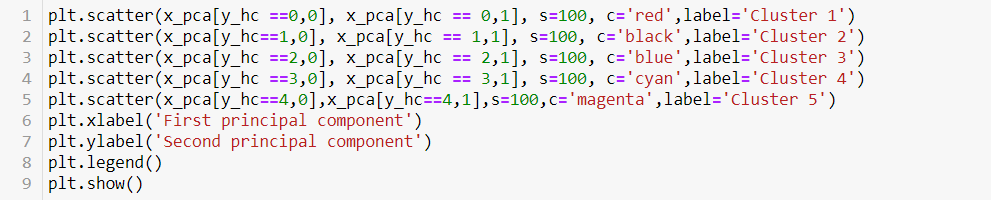 1 plt.scatter(x_pca[y_hc ==0,0], x_pca[y_hc == 0,1], s=100, c='red',label='Cluster 1')
2 plt.scatter(x_pca[y_hc==1,0], x_pca[y_hc == 1,1], s=100, c='black',label='Cluster 2')
3 plt.scatter(x_pca[y_hc ==2,0], x_pca[y_hc == 2,1], s=100, c='blue',label='Cluster 3')
4 plt.scatter(x_pca[y_hc ==3,0], x_pca[y_hc == 3,1], s=100, c='cyan',label='Cluster 4')
5 plt.scatter(x_pca[y_hc==4,0],x_pca[y_hc==4,1],s=100,c='magenta',label='Cluster 5')
6 plt.xlabel('First principal component')
7 plt.ylabel('Second principal component')
8 plt.legend()
9 plt.show()